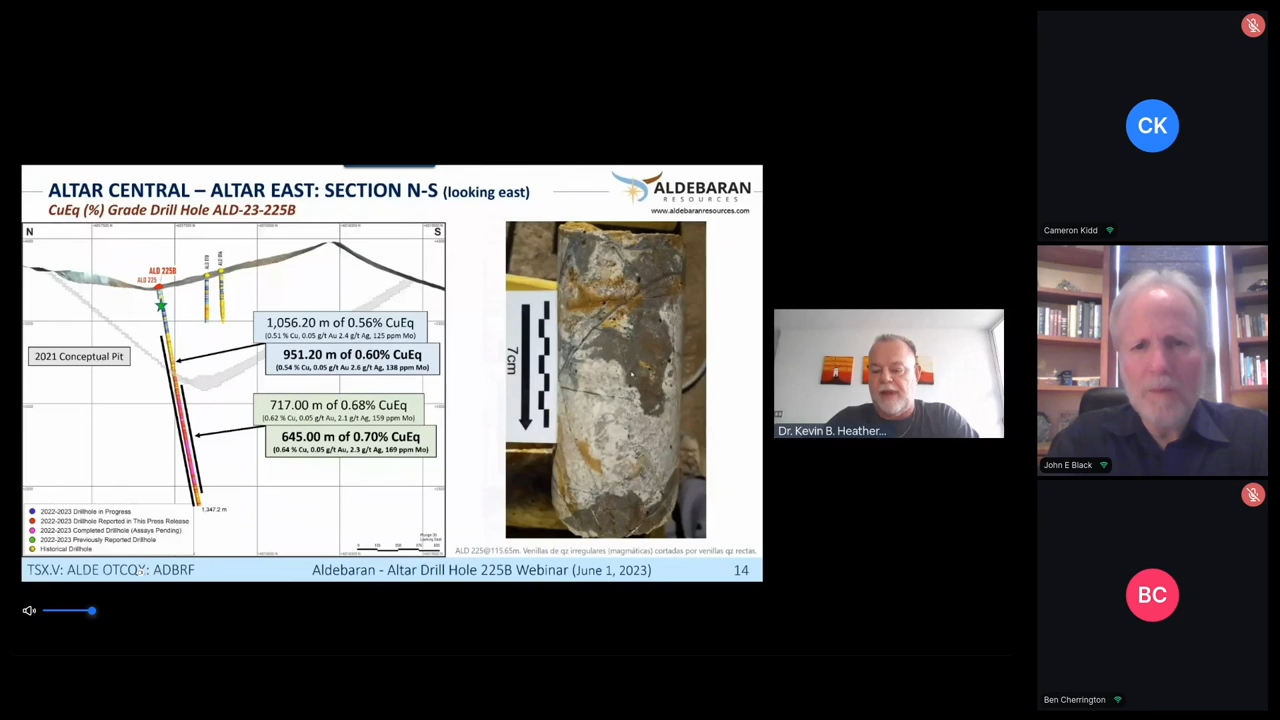 ALTAR CENTRAL – ALTAR EAST: SECTION N-S (looking east)
CuEq (%) Grade Drill Hole ALD-23-225B
ALDEBARAN
RESOURCES
www.aldebaranresources.com
N
S
ALD 225B
ALD 225
2021 Conceptual Pit
1,056.20 m of 0.56% CuEq
(0.51 % Cu, 0.05 g/t Au 2.4 g/t Ag, 125 ppm Mo)
951.20 m of 0.60% CuEq
(0.54 % Cu, 0.05 g/t Au 2.6 g/t Ag, 138 ppm Mo)
717.00 m of 0.68% CuEq
(0.62 % Cu, 0.05 g/t Au, 2.1 g/t Ag, 159 ppm Mo)
645.00 m of 0.70% CuEq
(0.64 % Cu, 0.05 g/t Au, 2.3 g/t Ag, 169 ppm Mo)
1,347.2 m
2022-2023 Drillhole in Progress
2022-2023 Drillhole Reported in This Press Release
2022-2023 Completed Drillhole (Assays Pending)
2022-2023 Previously Reported Drillhole
Historical Drillhole
7cm
ALD 225@115.65m. Venillas de qz irregulares (magmáticas) cortadas por venillas qz rectas.
TSX.V: ALDE OTCQX: ADBRF
Aldebaran - Altar Drill Hole 225B Webinar (June 1, 2023)
14
Dr. Kevin B. Heather...
CK
Cameron Kidd
John E Black
BC
Ben Cherrington